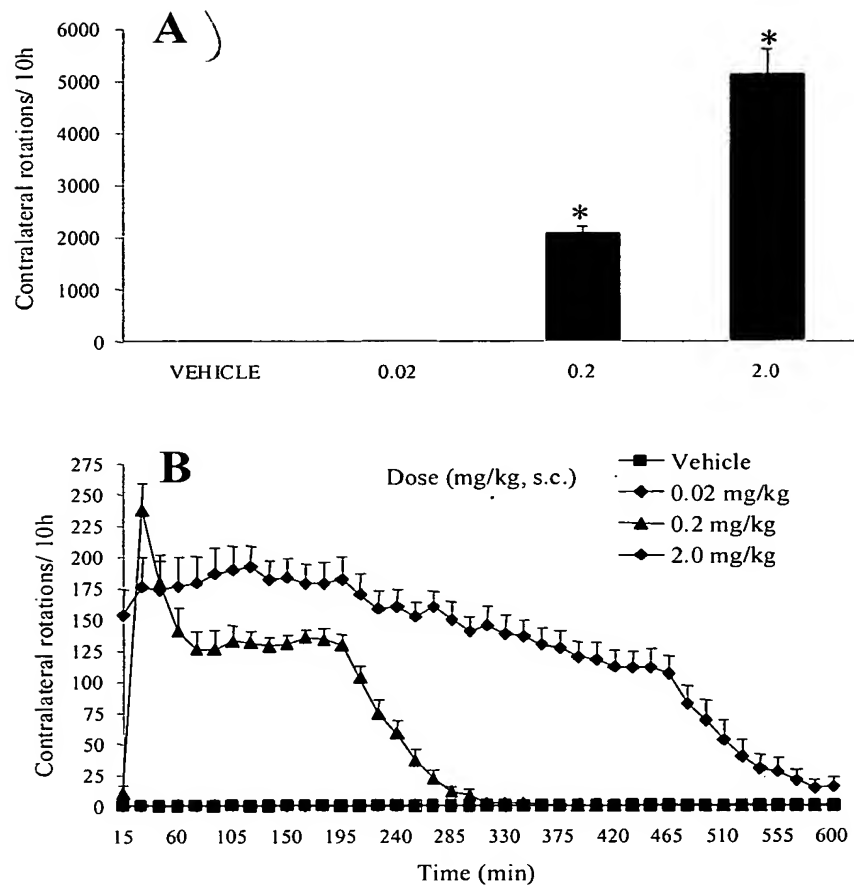 A )
6000
5000
4000
3000
2000
1000
0
Contralateral rotations/ 10h
*
*
VEHICLE 0.02 0.2 2.0
B
Dose (mg/kg, s.c.)
Vehicle
0.02 mg/kg
0.2 mg/kg
2.0 mg/kg
275
250
225
200
175
150
125
100
75
50
25
0
Contralateral rotations/ 10h
15 60 105 150 195 240 285 330 375 420 465 510 555 600
Time (min)